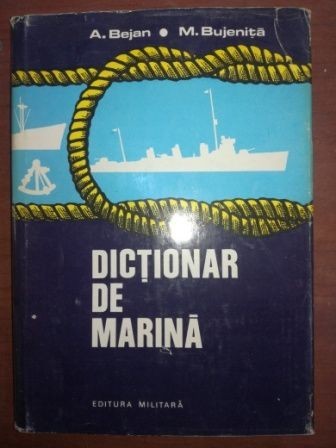 A. Bejan • M. Bujeniță
DICȚIONAR
DE
MARINĂ
EDITURA MILITARĂ